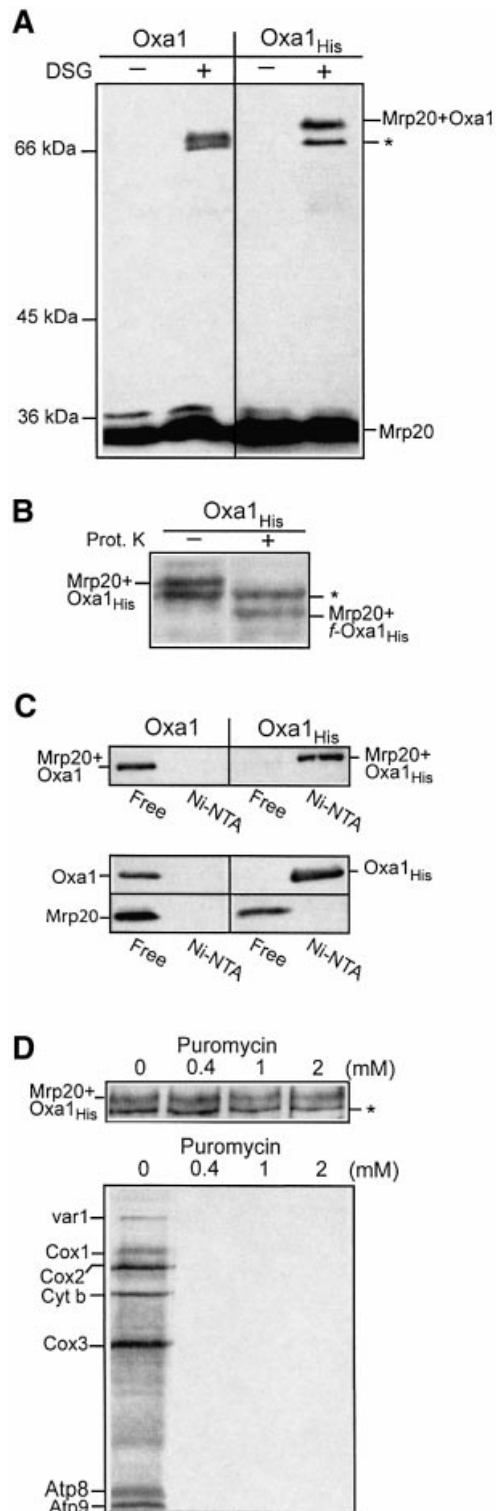 A
Oxa1 Oxa1His
DSG − + − +
Mrp20+Oxa1
66 kDa *
45 kDa
36 kDa
Mrp20
B
Oxa1His
Prot. K − +
Mrp20+
Oxa1His
*
Mrp20+
f-Oxa1His
C
Oxa1 Oxa1His
Mrp20+
Oxa1
Mrp20+
Oxa1His
Free Ni-NTA Free Ni-NTA
Oxa1 Oxa1His
Mrp20
Free Ni-NTA Free Ni-NTA
D
Puromycin
0 0.4 1 2 (mM)
Mrp20+
Oxa1His *
Puromycin
0 0.4 1 2 (mM)
var1
Cox1
Cox2
Cyt b
Cox3
Atp8
Atp9